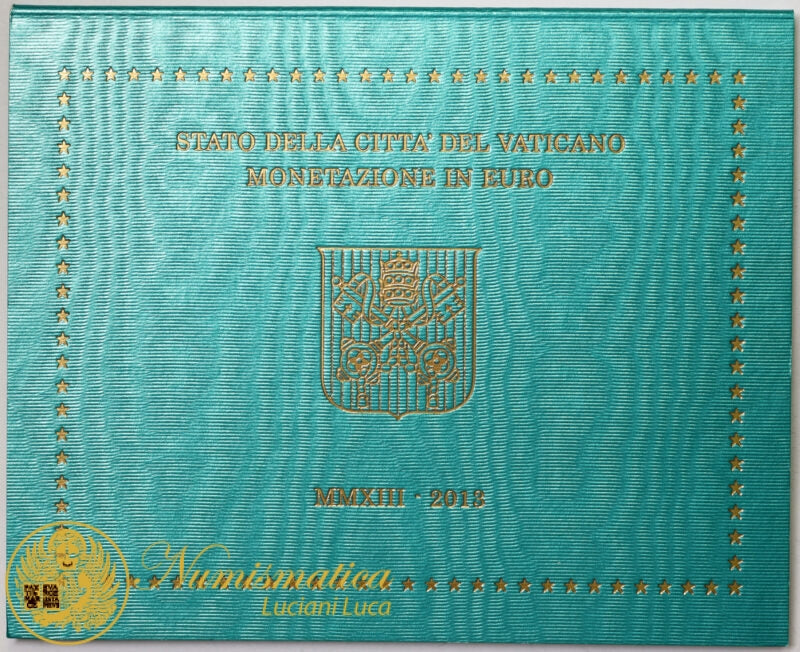 STATO DELLA CITTA' DEL VATICANO
MONETAZIONE IN EURO
MMXIII · 2013
Numismatica
Luciani Luca